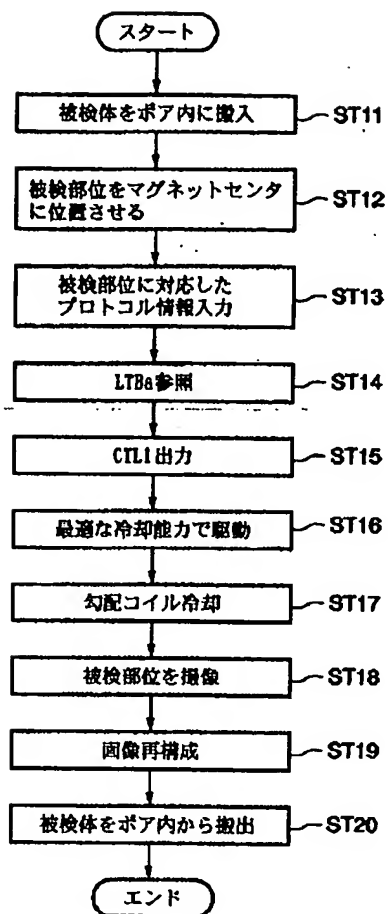 スタート
被検体をボア内に搬入 ST11
被検部位をマグネットセンタ
に位置させる ST12
被検部位に対応した
プロトコル情報入力 ST13
LTBa参照 ST14
CTL1出力 ST15
最適な冷却能力で駆動 ST16
勾配コイル冷却 ST17
被検部位を撮像 ST18
画像再構成 ST19
被検体をボア内から搬出 ST20
エンド